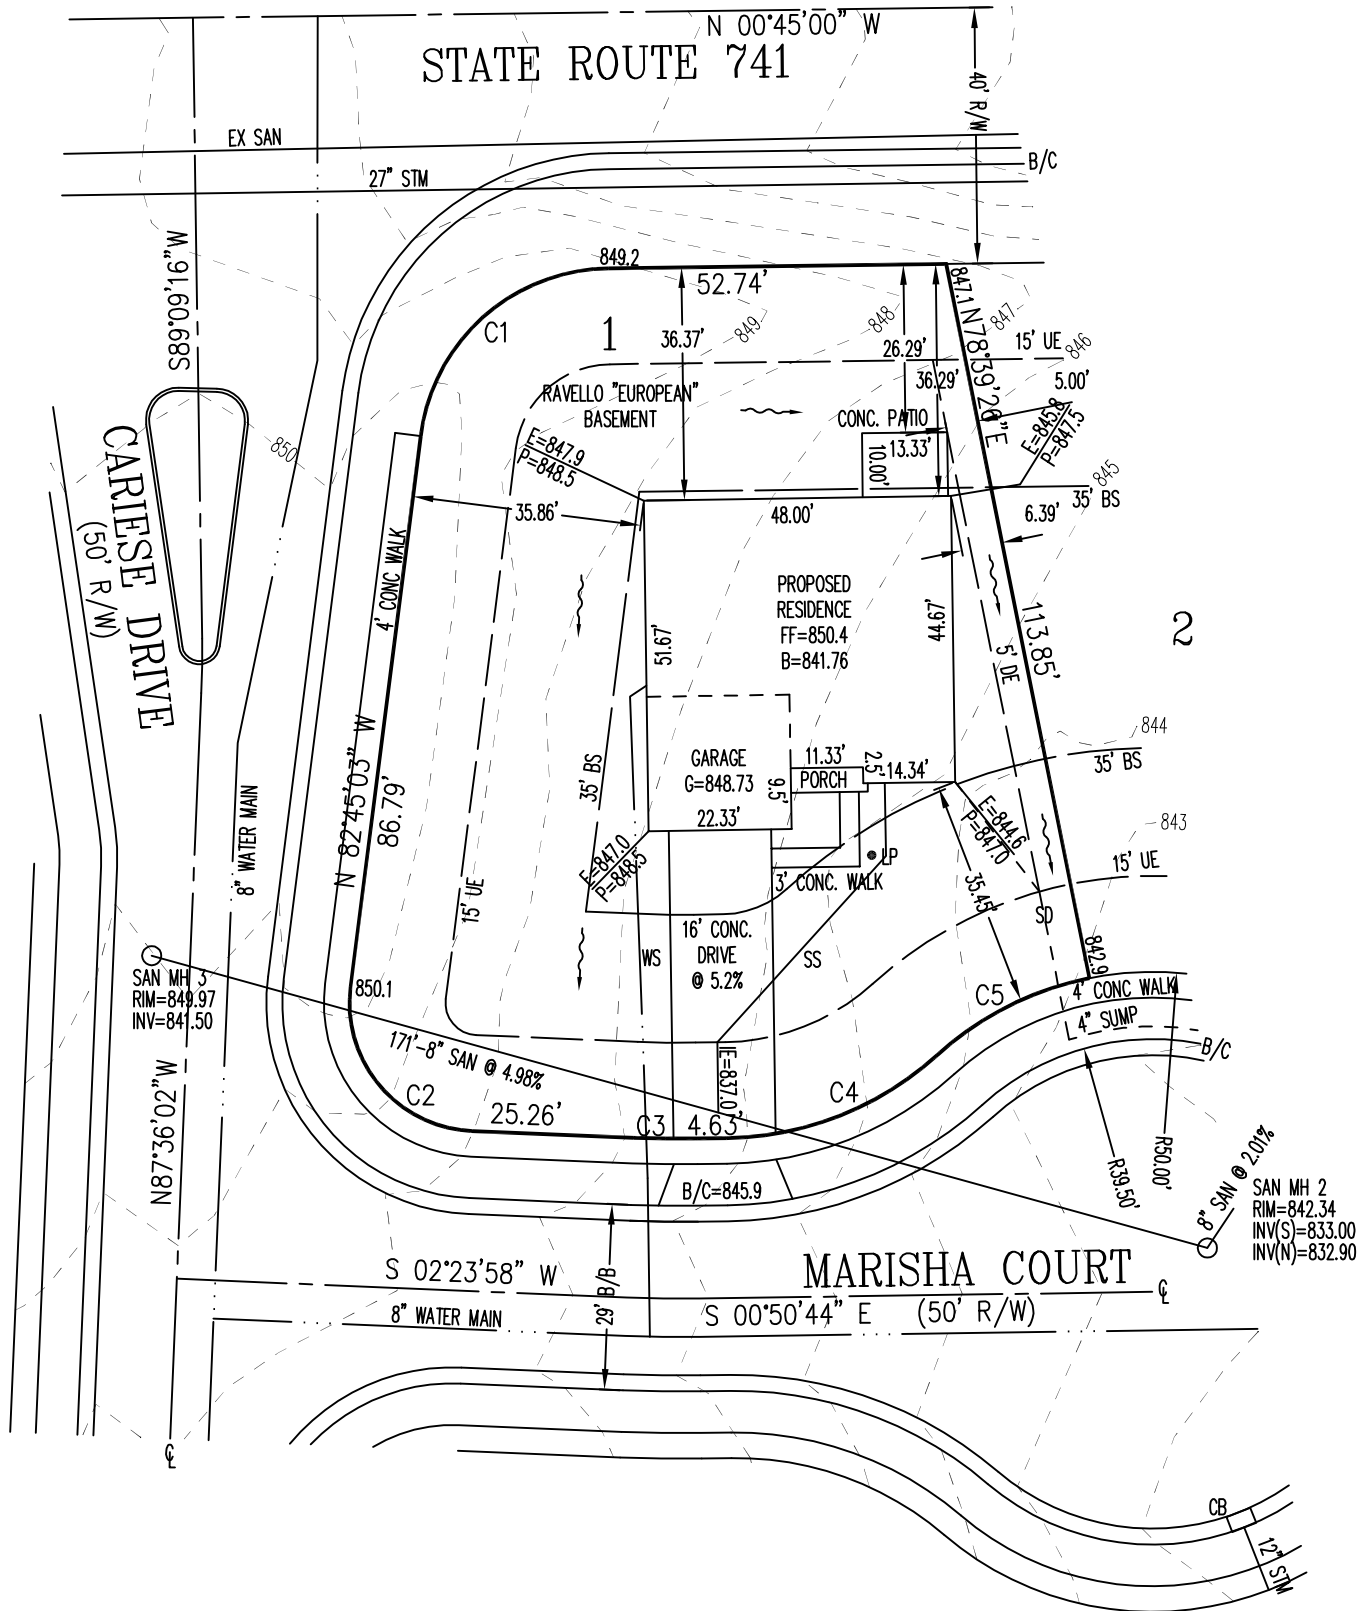 N 00°45'00" W
STATE ROUTE 741
40' R/W
EX SAN
B/C
27" STM
S89°09'16"W
849.2
52.74'
847.1
N78°39'26"E
C1
1
36.37'
849
848
847
26.29'
15' UE
846
36.29'
5.00'
RAVELLO "EUROPEAN"
BASEMENT
CONC. PATIO
E=845.8
P=847.5
850
E=847.9
P=848.5
10.00'
13.33'
845
35' BS
CARIESE DRIVE
(50' R/W)
35.86'
48.00'
6.39'
4' CONC WALK
PROPOSED
RESIDENCE
FF=850.4
B=841.76
51.67'
44.67'
113.85'
2
5' DE
844
35' BS
N 82°45'03" W
86.79'
35' BS
GARAGE
G=848.73
22.33'
11.33'
PORCH
9.5'
2.5'
14.34'
8" WATER MAIN
E=847.0
P=848.5
E=844.6
P=847.0
843
15' UE
LP
3' CONC. WALK
35.45'
15' UE
SD
16' CONC.
DRIVE
@ 5.2%
WS
SS
842.9
SAN MH 3
RIM=849.97
INV=841.50
850.1
C5
4' CONC WALK
4" SUMP
B/C
171'-8" SAN @ 4.98%
IE=837.0'
N87°36'02"W
C2
25.26'
C3
4.63'
C4
R39.50'
R50.00'
B/C=845.9
8" SAN @ 2.01%
SAN MH 2
RIM=842.34
INV(S)=833.00
INV(N)=832.90
S 02°23'58" W
29' B/B
MARISHA COURT
8" WATER MAIN
S 00°50'44" E (50' R/W)
CB
12" STM